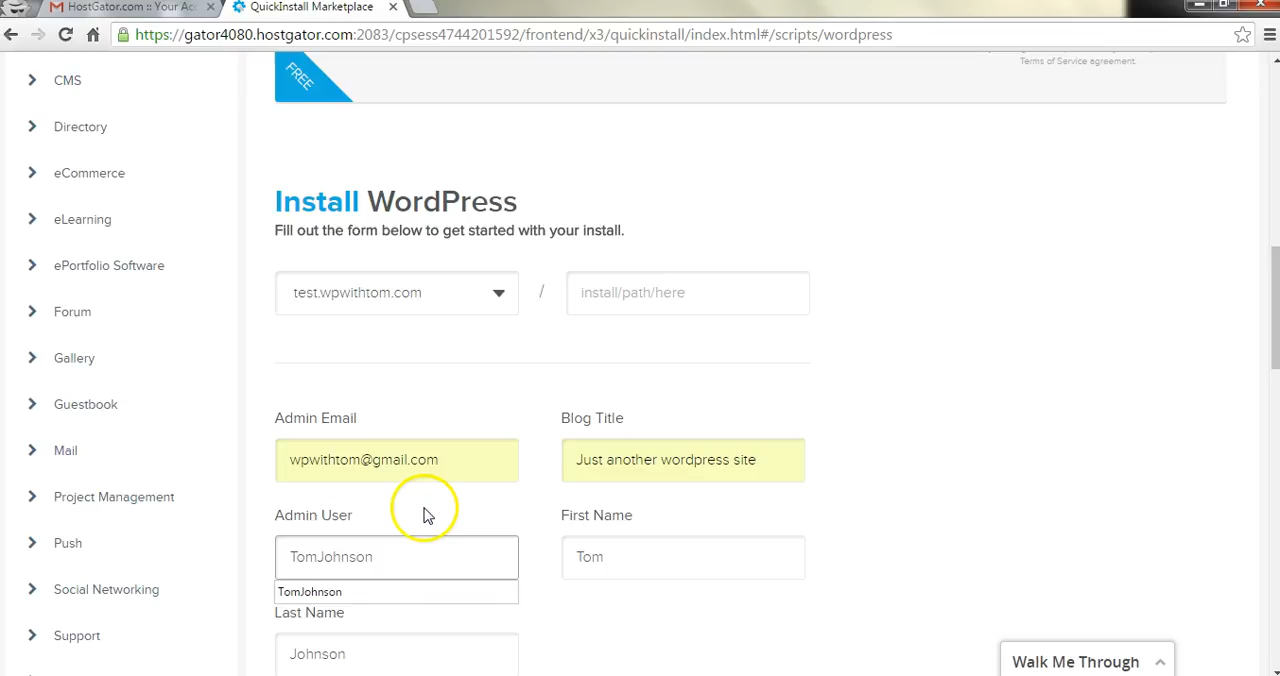 HostGator.com :: Your Ac
QuickInstall Marketplace
https://gator4080.hostgator.com:2083/cpsess4744201592/frontend/x3/quickinstall/index.html#/scripts/wordpress
CMS
Directory
eCommerce
eLearning
ePortfolio Software
Forum
Gallery
Guestbook
Mail
Project Management
Push
Social Networking
Support
FREE
Terms of Service agreement.
Install WordPress
Fill out the form below to get started with your install.
test.wpwithtom.com / install/path/here
Admin Email
Blog Title
wpwithtom@gmail.com
Just another wordpress site
Admin User
First Name
TomJohnson
Tom
TomJohnson
Last Name
Johnson
Walk Me Through